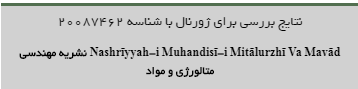 نتایج بررسی برای ژورنال با شناسه ۲۰۰۸۷۴۶۲
Nashrīyyah-i Muhandisī-i Mitālurzhī Va Mavād نشریه مهندسی
متالورژی و مواد